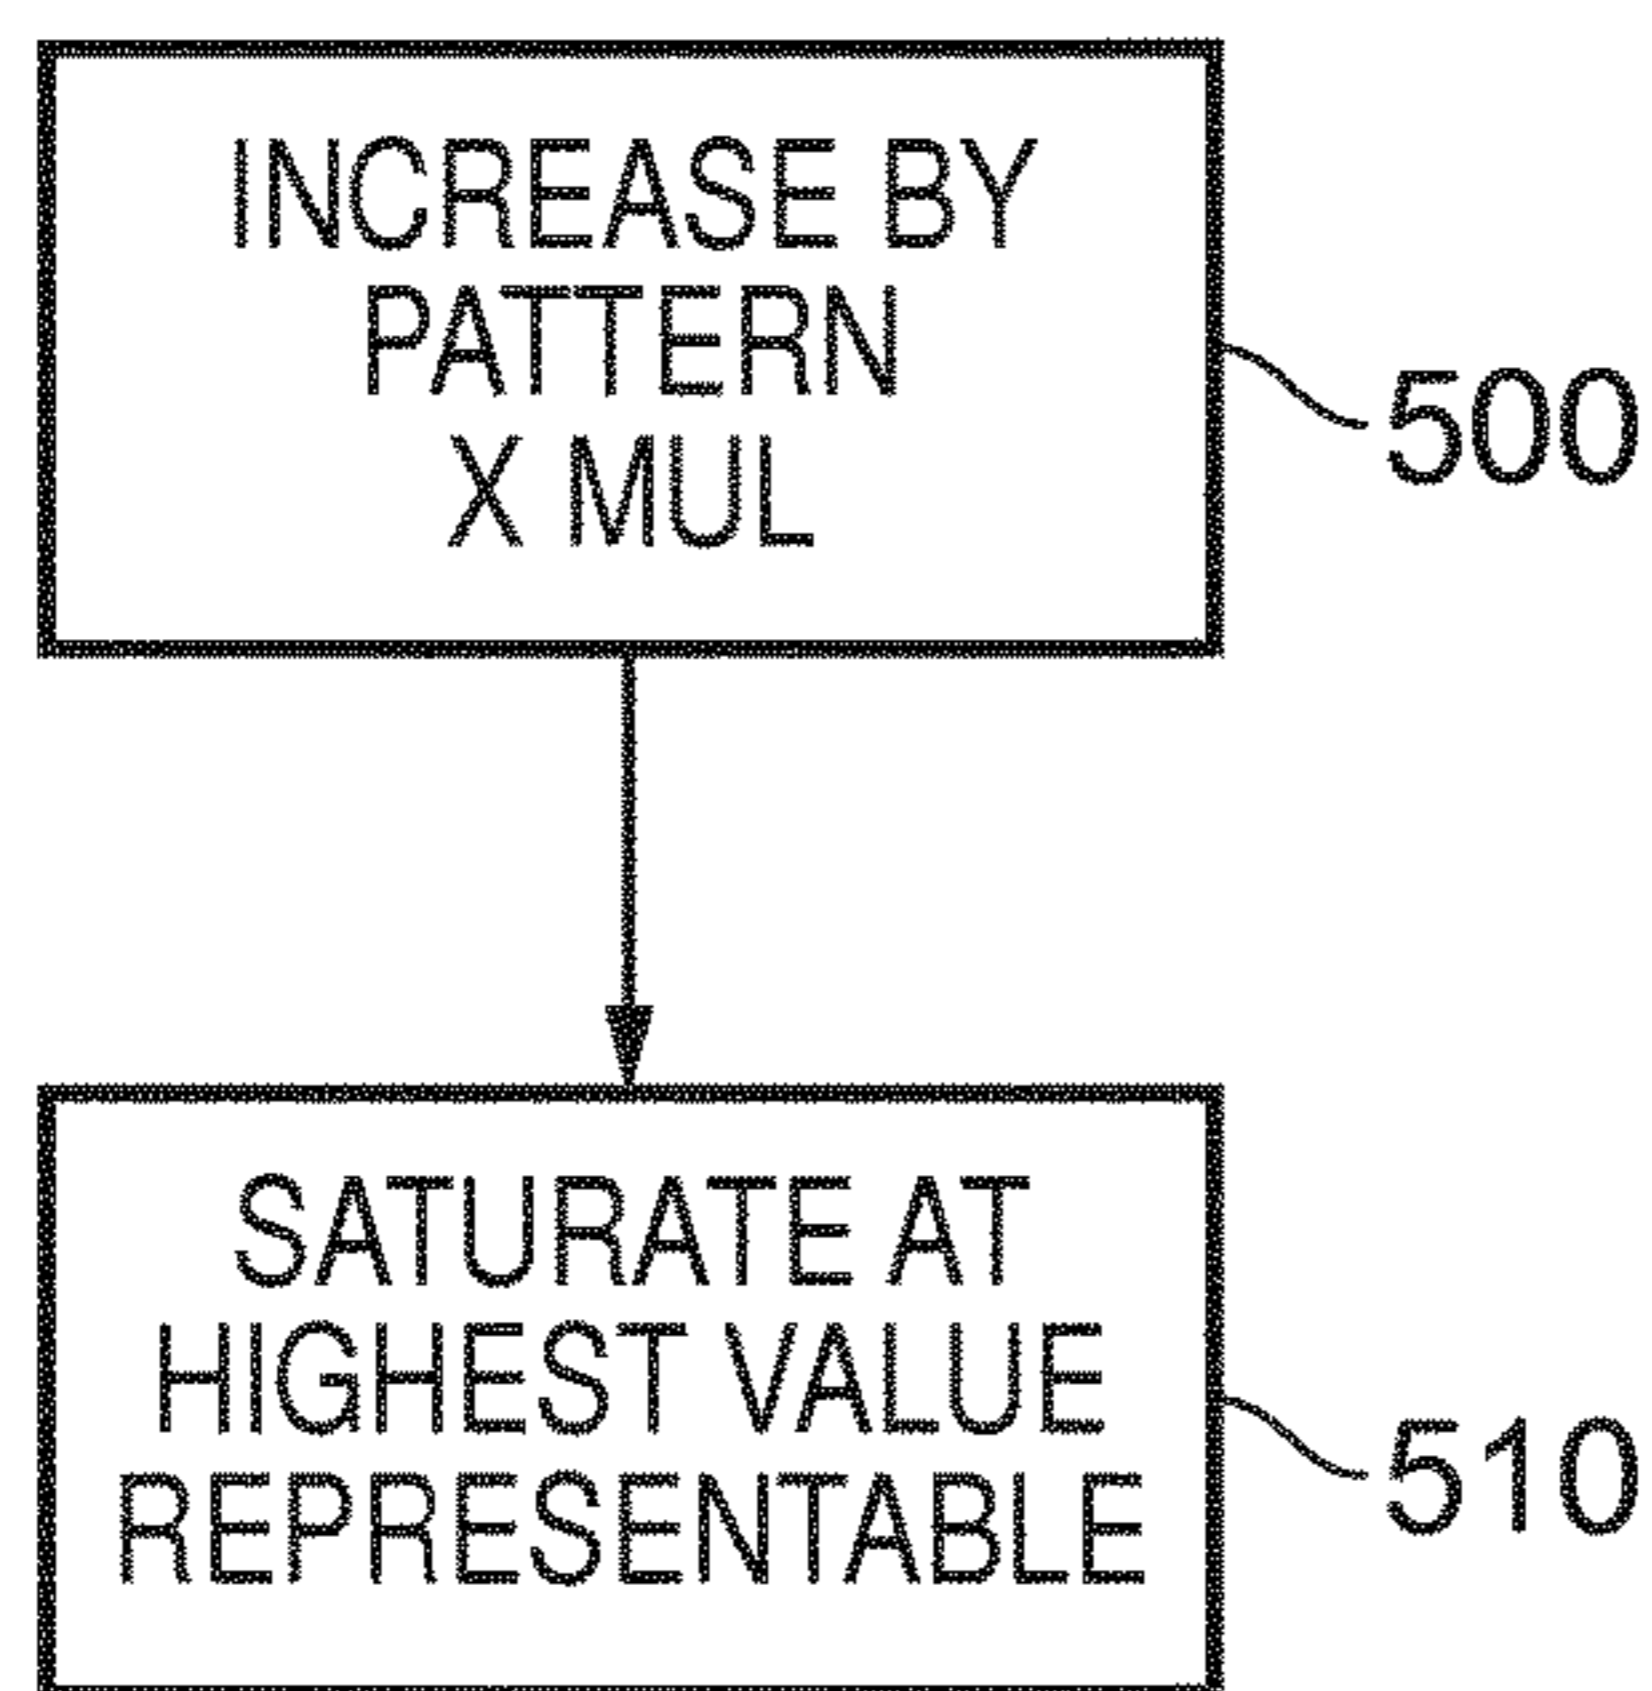 INCREASE BY
PATTERN
X MUL
500
SATURATE AT
HIGHEST VALUE
REPRESENTABLE
510